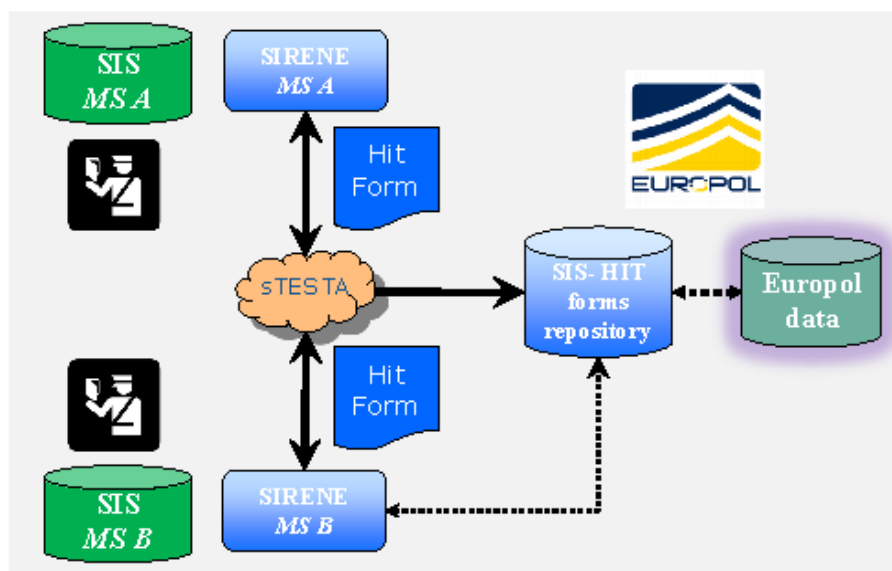 SIS
MS A
SIRENE
MS A
Hit
Form
EUROPOL
sTESTA
SIS- HIT
forms
repository
Europol
data
Hit
Form
SIS
MS B
SIRENE
MS B